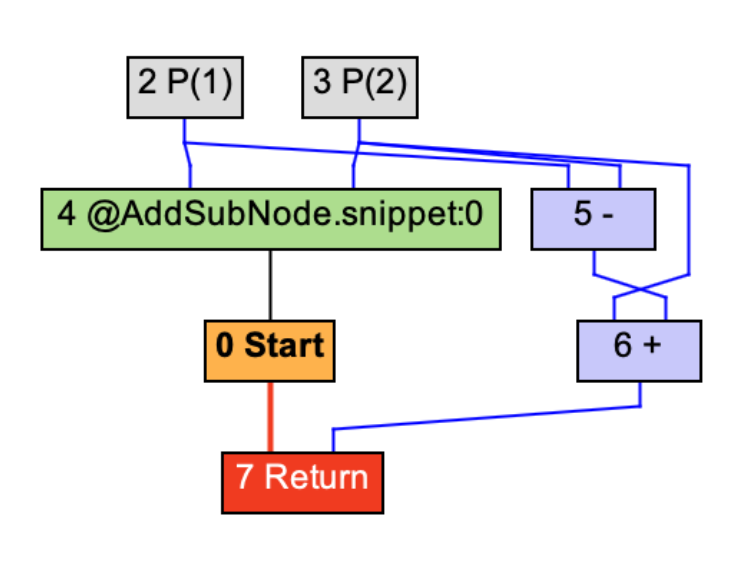 2 P(1)
3 P(2)
4 @AddSubNode.snippet:0
5 -
0 Start
6 +
7 Return